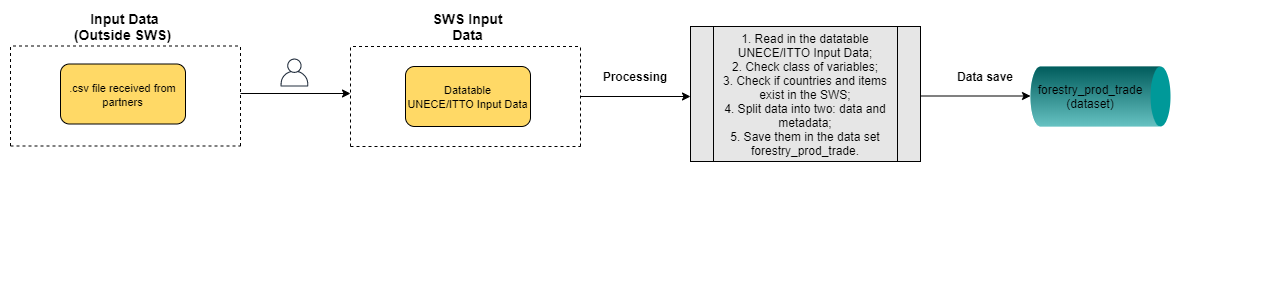 Input Data
(Outside SWS)
.csv file received from
partners
SWS Input
Data
Datatable
UNECE/ITTO Input Data
Processing
1. Read in the datatable
UNECE/ITTO Input Data;
2. Check class of variables;
3. Check if countries and items
exist in the SWS;
4. Split data into two: data and
metadata;
5. Save them in the data set
forestry_prod_trade.
Data save
forestry_prod_trade
(dataset)